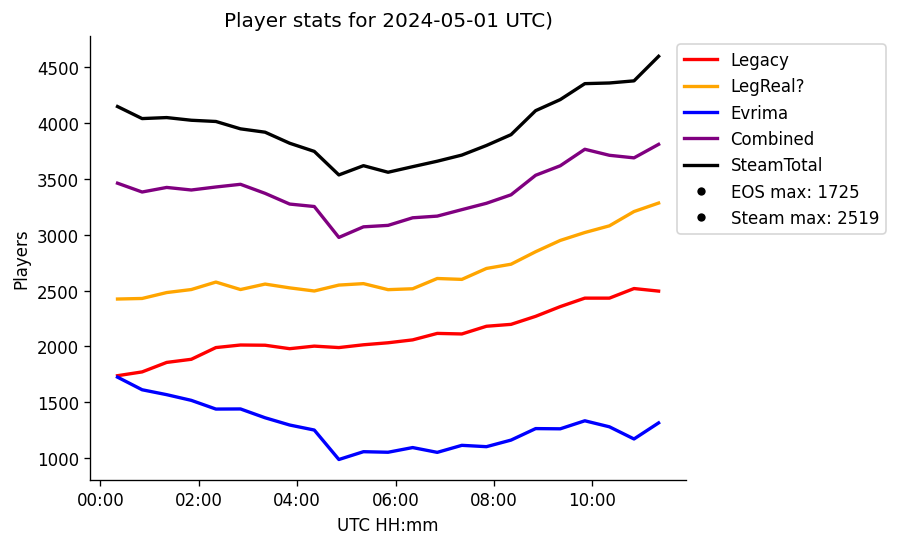 Player stats for 2024-05-01 UTC)
Players
4500
4000
3500
3000
2500
2000
1500
1000
00:00
02:00
04:00
06:00
08:00
10:00
UTC HH:mm
Legacy
LegReal?
Evrima
Combined
SteamTotal
EOS max: 1725
Steam max: 2519